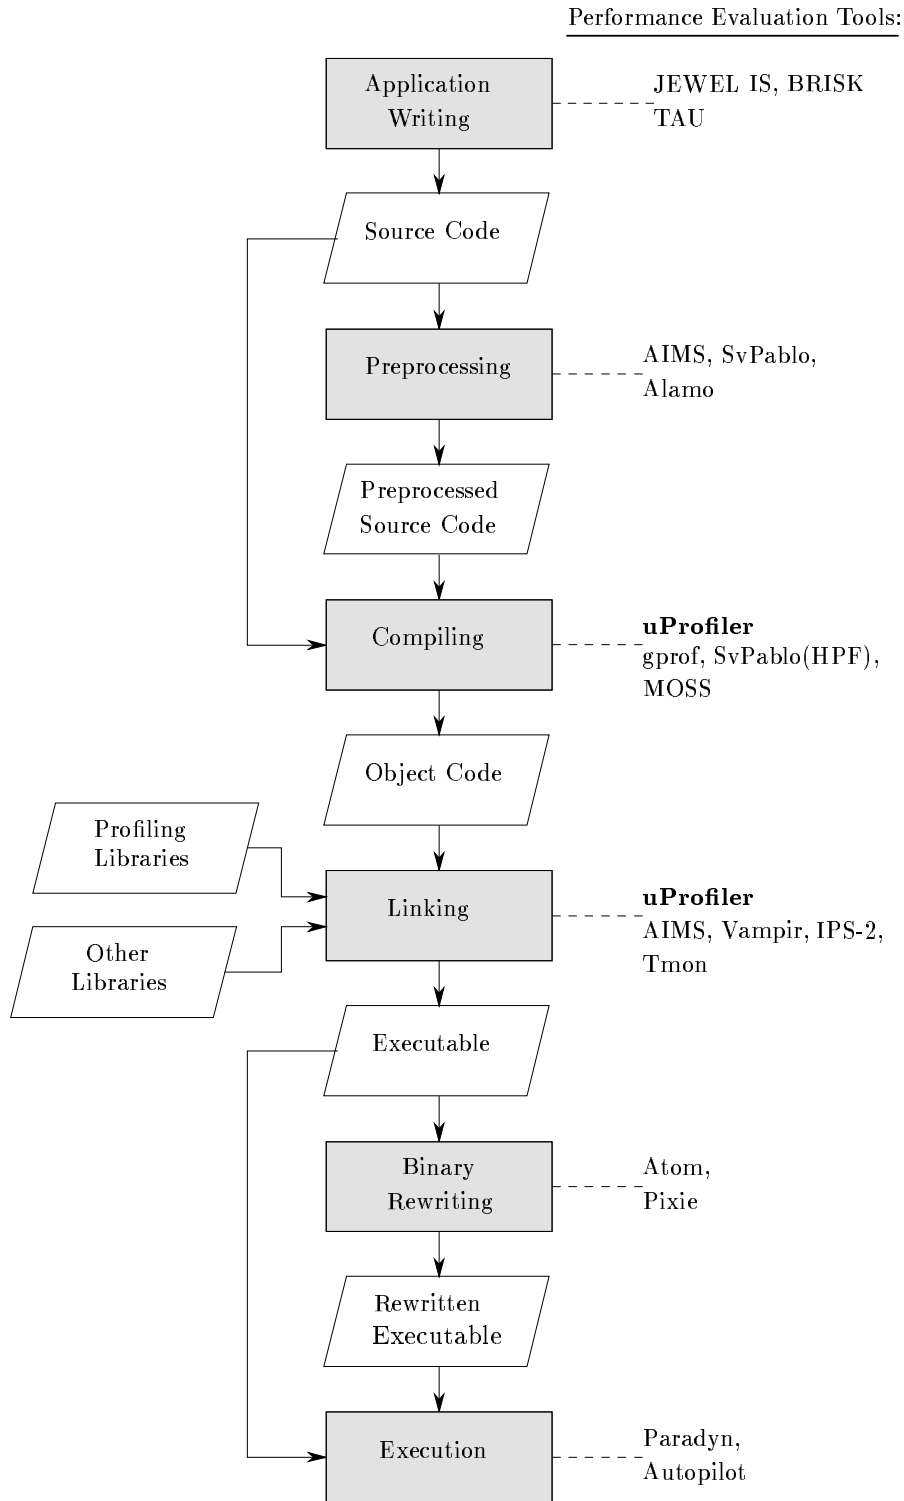 Performance Evaluation Tools:
Application
Writing
JEWEL IS, BRISK
TAU
Source Code
Preprocessing
AIMS, SvPablo,
Alamo
Preprocessed
Source Code
Compiling
uProfiler
gprof, SvPablo(HPF),
MOSS
Object Code
Profiling
Libraries
Other
Libraries
Linking
uProfiler
AIMS, Vampir, IPS-2,
Tmon
Executable
Binary
Rewriting
Atom,
Pixie
Rewritten
Executable
Execution
Paradyn,
Autopilot